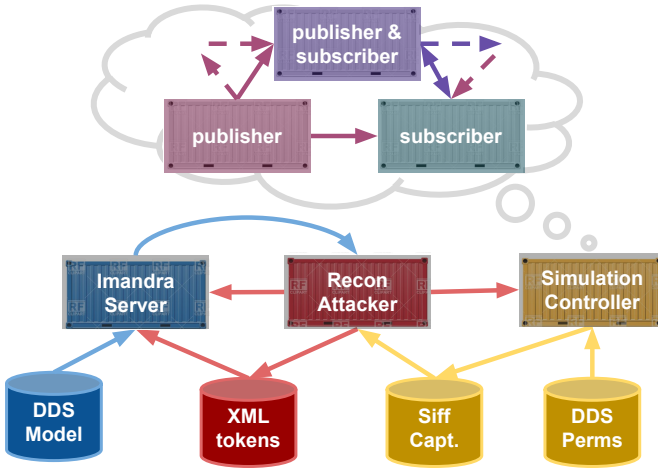 publisher &
subscriber
publisher
subscriber
Imandra
Server
Recon
Attacker
Simulation
Controller
DDS
Model
XML
tokens
Siff
Capt.
DDS
Perms